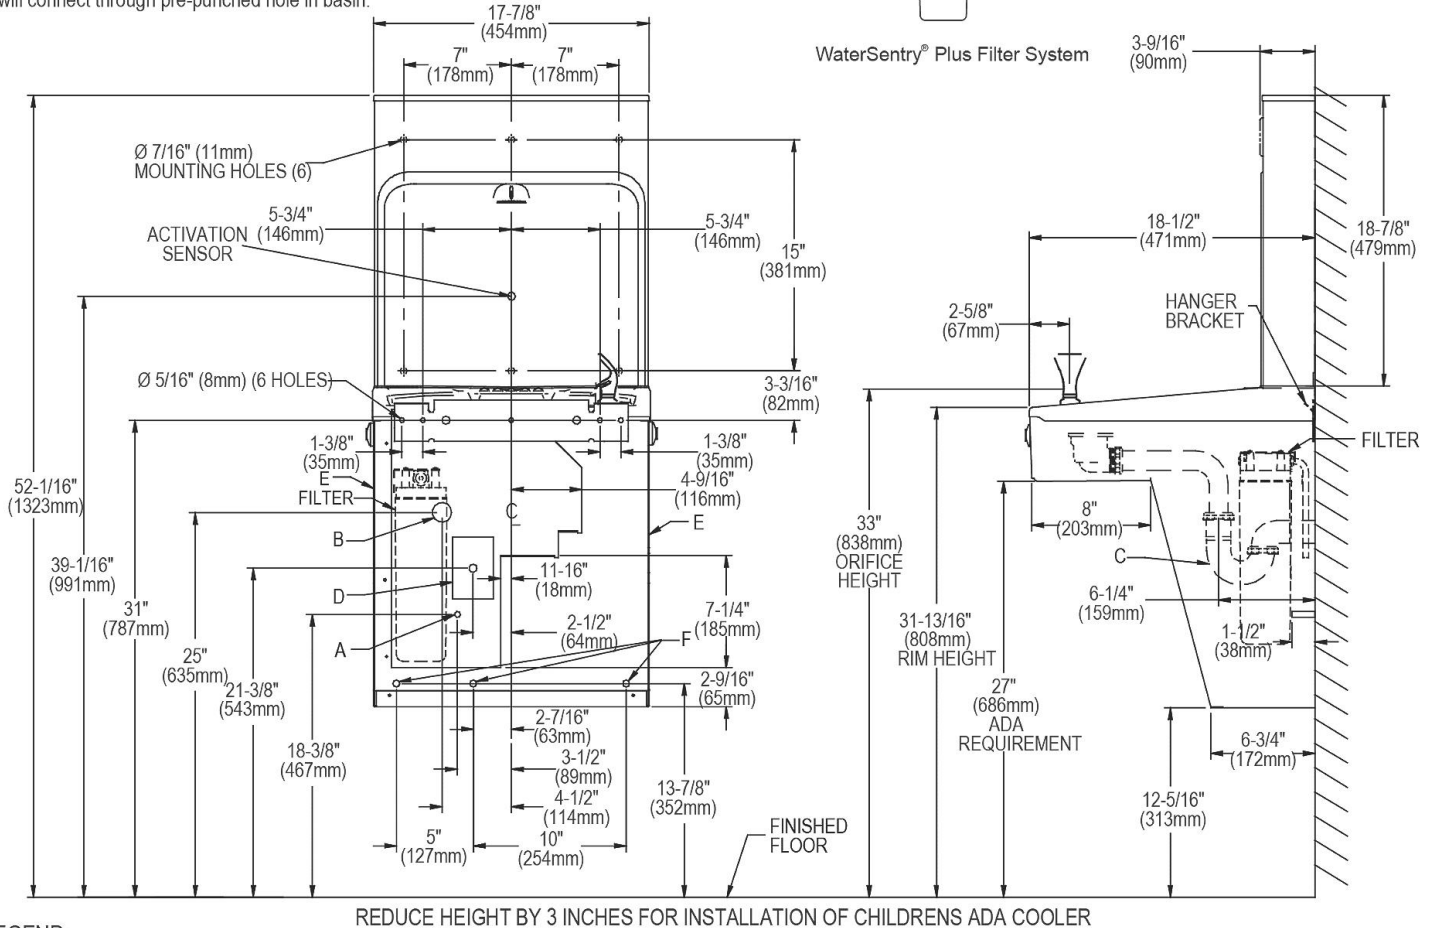 will connect through pre-punched hole in basin.
WaterSentry® Plus Filter System
17-7/8"
(454mm)
7"
(178mm)
7"
(178mm)
3-9/16"
(90mm)
Ø 7/16" (11mm)
MOUNTING HOLES (6)
5-3/4"
(146mm)
ACTIVATION
SENSOR
5-3/4"
(146mm)
15"
(381mm)
18-1/2"
(471mm)
18-7/8"
(479mm)
HANGER
BRACKET
2-5/8"
(67mm)
Ø 5/16" (8mm) (6 HOLES)
3-3/16"
(82mm)
1-3/8"
(35mm)
1-3/8"
(35mm)
FILTER
E
FILTER
52-1/16"
(1323mm)
4-9/16"
(116mm)
C
E
B
8"
(203mm)
33"
(838mm)
ORIFICE
HEIGHT
C
39-1/16"
(991mm)
11-16"
(18mm)
D
31"
(787mm)
6-1/4"
(159mm)
7-1/4"
(185mm)
2-1/2"
(64mm)
F
A
31-13/16"
(808mm)
RIM HEIGHT
1-1/2"
(38mm)
25"
(635mm)
21-3/8"
(543mm)
2-9/16"
(65mm)
27"
(686mm)
ADA
REQUIREMENT
2-7/16"
(63mm)
18-3/8"
(467mm)
3-1/2"
(89mm)
6-3/4"
(172mm)
13-7/8"
(352mm)
4-1/2"
(114mm)
12-5/16"
(313mm)
5"
(127mm)
10"
(254mm)
FINISHED
FLOOR
REDUCE HEIGHT BY 3 INCHES FOR INSTALLATION OF CHILDRENS ADA COOLER